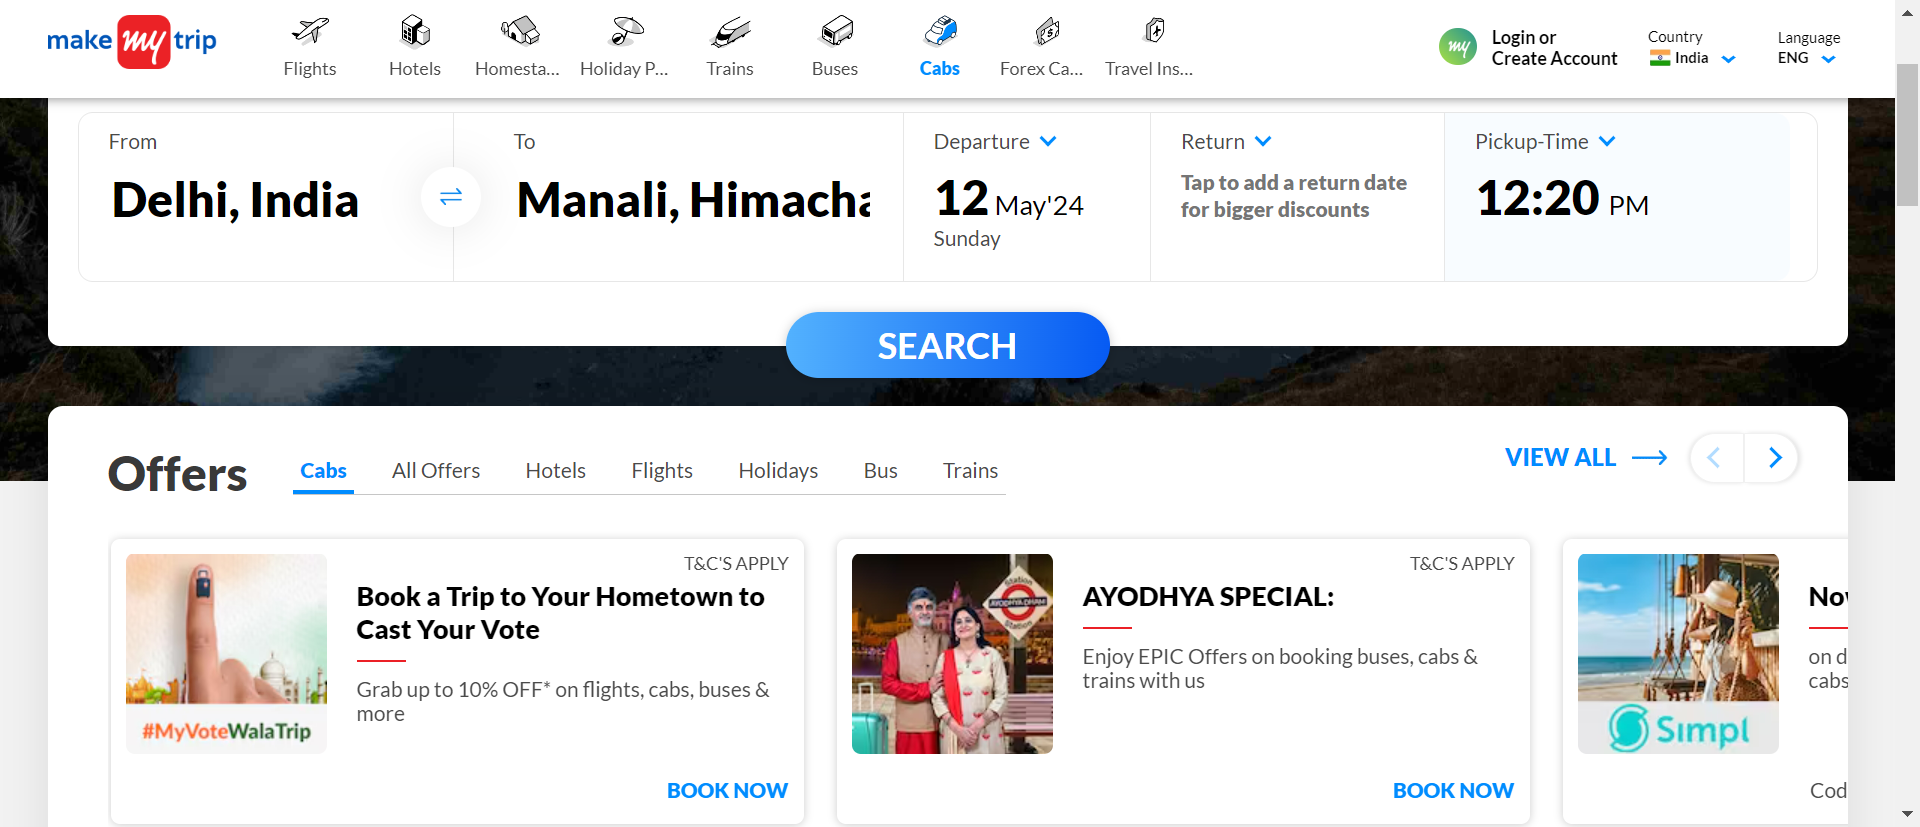 make my trip
Flights
Hotels
Homesta...
Holiday P...
Trains
Buses
Cabs
Forex Ca...
Travel Ins...
my
Login or
Create Account
Country
India
Language
ENG
From
Delhi, India
To
Manali, Himacha
Departure
12 May'24
Sunday
Return
Tap to add a return date
for bigger discounts
Pickup-Time
12:20 PM
SEARCH
Offers
Cabs
All Offers
Hotels
Flights
Holidays
Bus
Trains
VIEW ALL
T&C'S APPLY
Book a Trip to Your Hometown to
Cast Your Vote
Grab up to 10% OFF* on flights, cabs, buses &
more
#MyVoteWalaTrip
BOOK NOW
T&C'S APPLY
AYODHYA SPECIAL:
Enjoy EPIC Offers on booking buses, cabs &
trains with us
Station
AYODHYA DHAM
Station
BOOK NOW
Simpl
on d
cabs
Cod